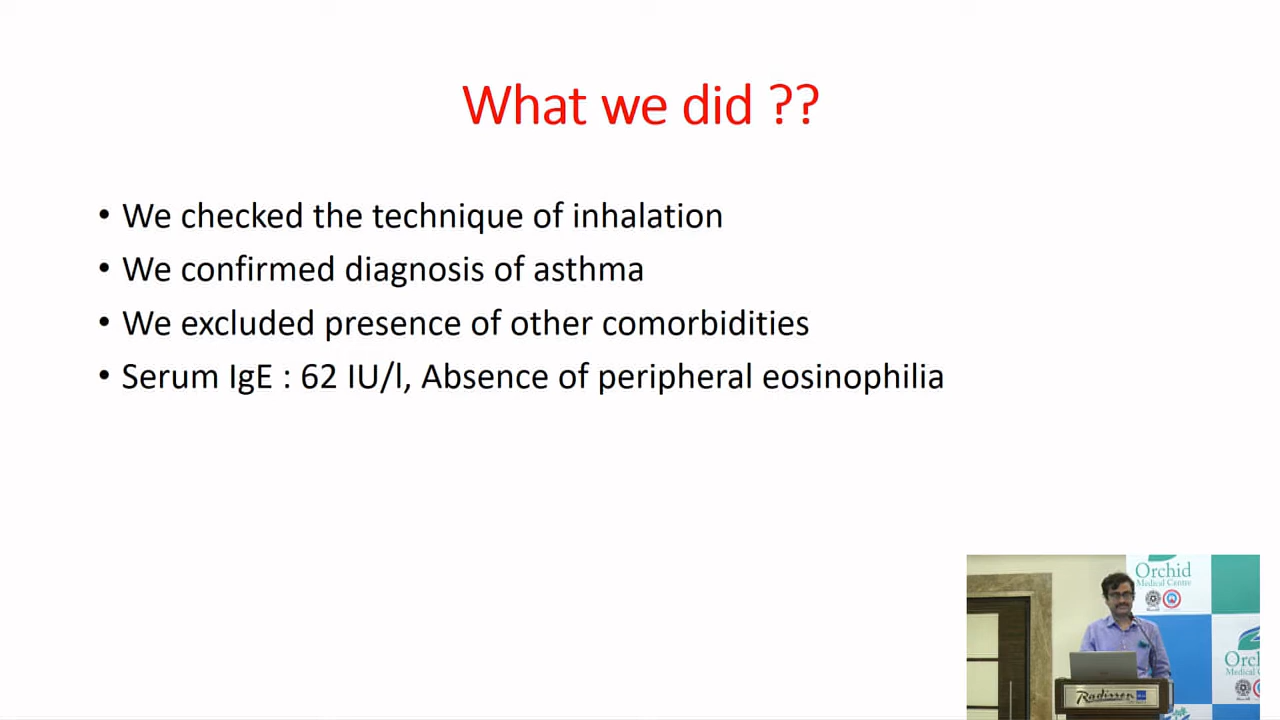 What we did ??
• We checked the technique of inhalation
• We confirmed diagnosis of asthma
• We excluded presence of other comorbidities
• Serum IgE : 62 IU/l, Absence of peripheral eosinophilia
Orchid
Medical Centre
Orch
Medical C
Radisson